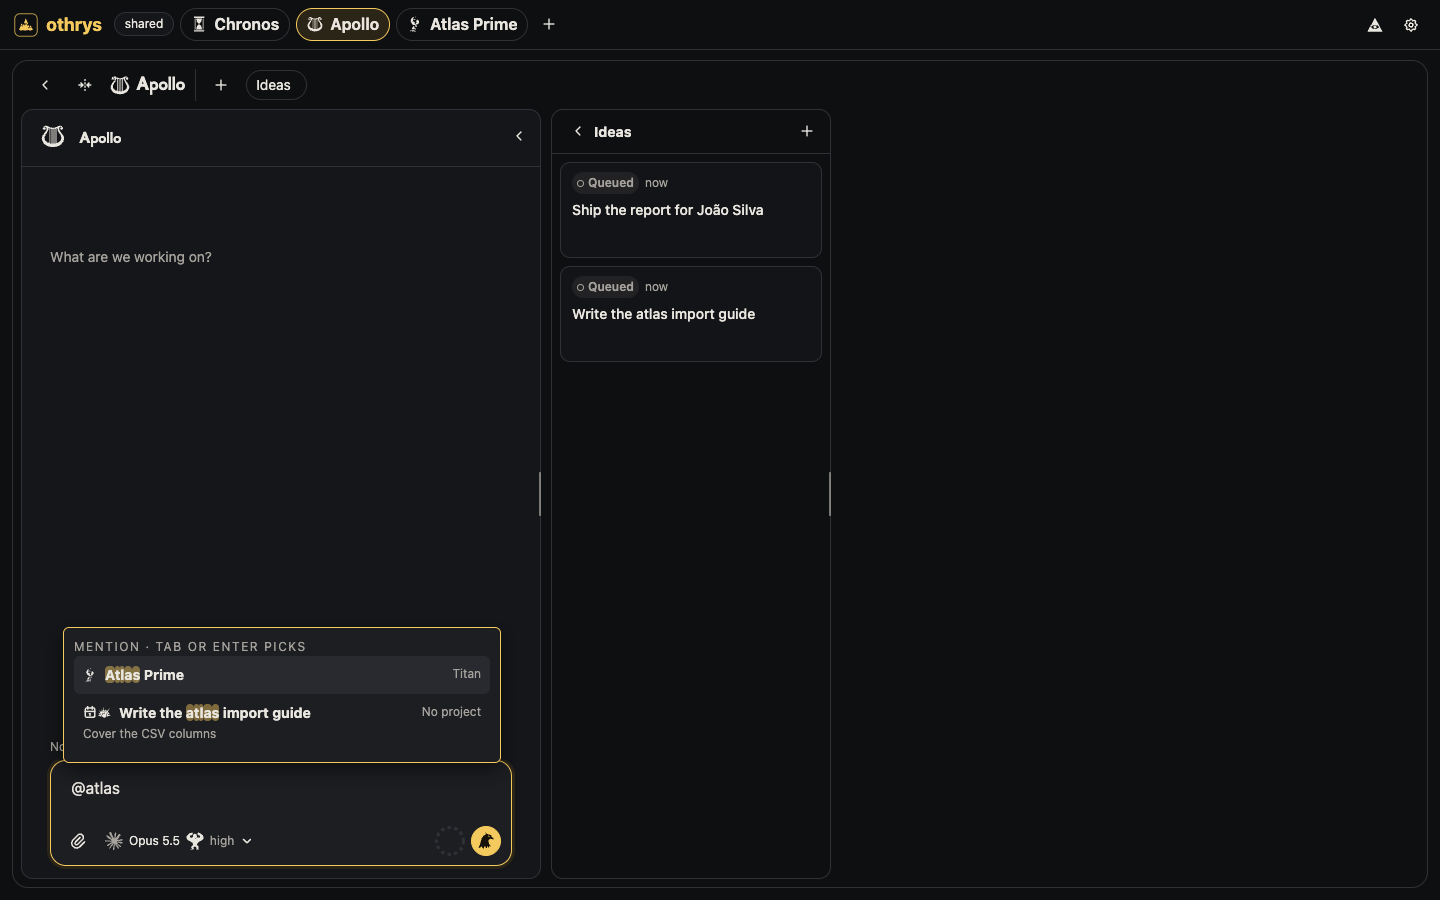 othrys shared Chronos Apollo Atlas Prime
Apollo Ideas
Apollo
What are we working on?
Ideas
Queued now
Ship the report for João Silva
Queued now
Write the atlas import guide
MENTION · TAB OR ENTER PICKS
Atlas Prime Titan
Write the atlas import guide No project
Cover the CSV columns
@atlas
Opus 5.5 high